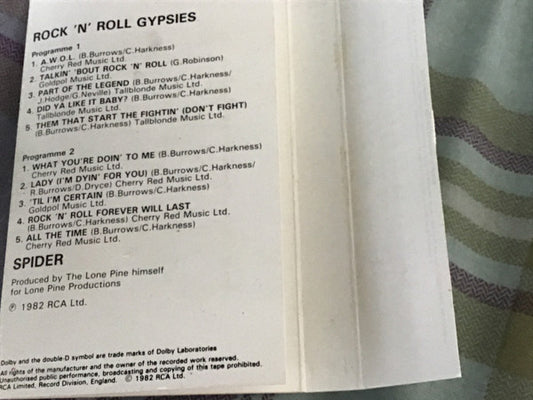 ROCK 'N' ROLL GYPSIES
Programme 1
1. A.W.O.L. (B.Burrows/C.Harkness)
Cherry Red Music Ltd.
2. TALKIN' 'BOUT ROCK 'N' ROLL (G.Robinson)
Goldpol Music Ltd.
3. PART OF THE LEGEND (B.Burrows/C.Harkness/
J.Hodge/G.Neville) Tallblonde Music Ltd.
4. DID YA LIKE IT BABY? (B.Burrows/C.Harkness)
Tallblonde Music Ltd.
5. THEM THAT START THE FIGHTIN' (DON'T FIGHT)
(B.Burrows/C.Harkness) Tallblonde Music Ltd.
Programme 2
1. WHAT YOU'RE DOIN' TO ME (B.Burrows/C.Harkness)
Cherry Red Music Ltd.
2. LADY (I'M DYIN' FOR YOU) (B.Burrows/C.Harkness/
R.Burrows/D.Dryce) Cherry Red Music Ltd.
3. 'TIL I'M CERTAIN (B.Burrows/C.Harkness)
Goldpol Music Ltd.
4. ROCK 'N' ROLL FOREVER WILL LAST
(B.Burrows/C.Harkness) Cherry Red Music Ltd.
5. ALL THE TIME (B.Burrows/C.Harkness)
Cherry Red Music Ltd.
SPIDER
Produced by The Lone Pine himself
for Lone Pine Productions
℗ 1982 RCA Ltd.
Dolby and the double-D symbol are trade marks of Dolby Laboratories
All rights of the manufacturer and the owner of the recorded work reserved.
Unauthorised public performance, broadcasting and copying of this tape prohibited.
RCA Limited, Record Division, England. © 1982 RCA Ltd.